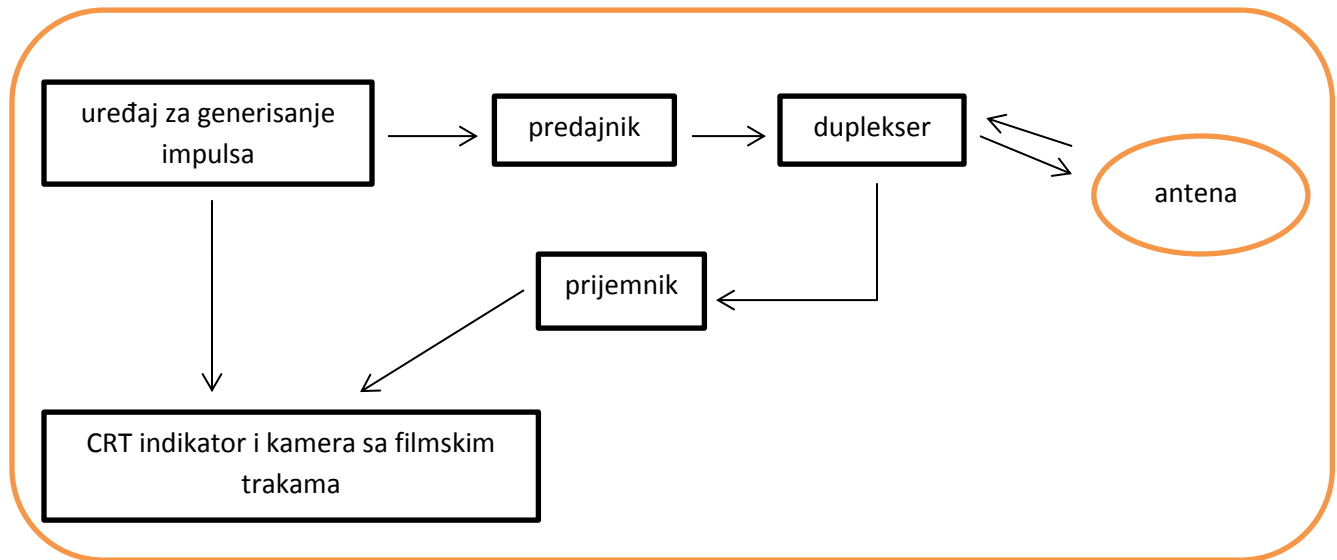 uređaj za generisanje
impulsa
predajnik
duplekser
antena
prijemnik
CRT indikator i kamera sa filmskim
trakama